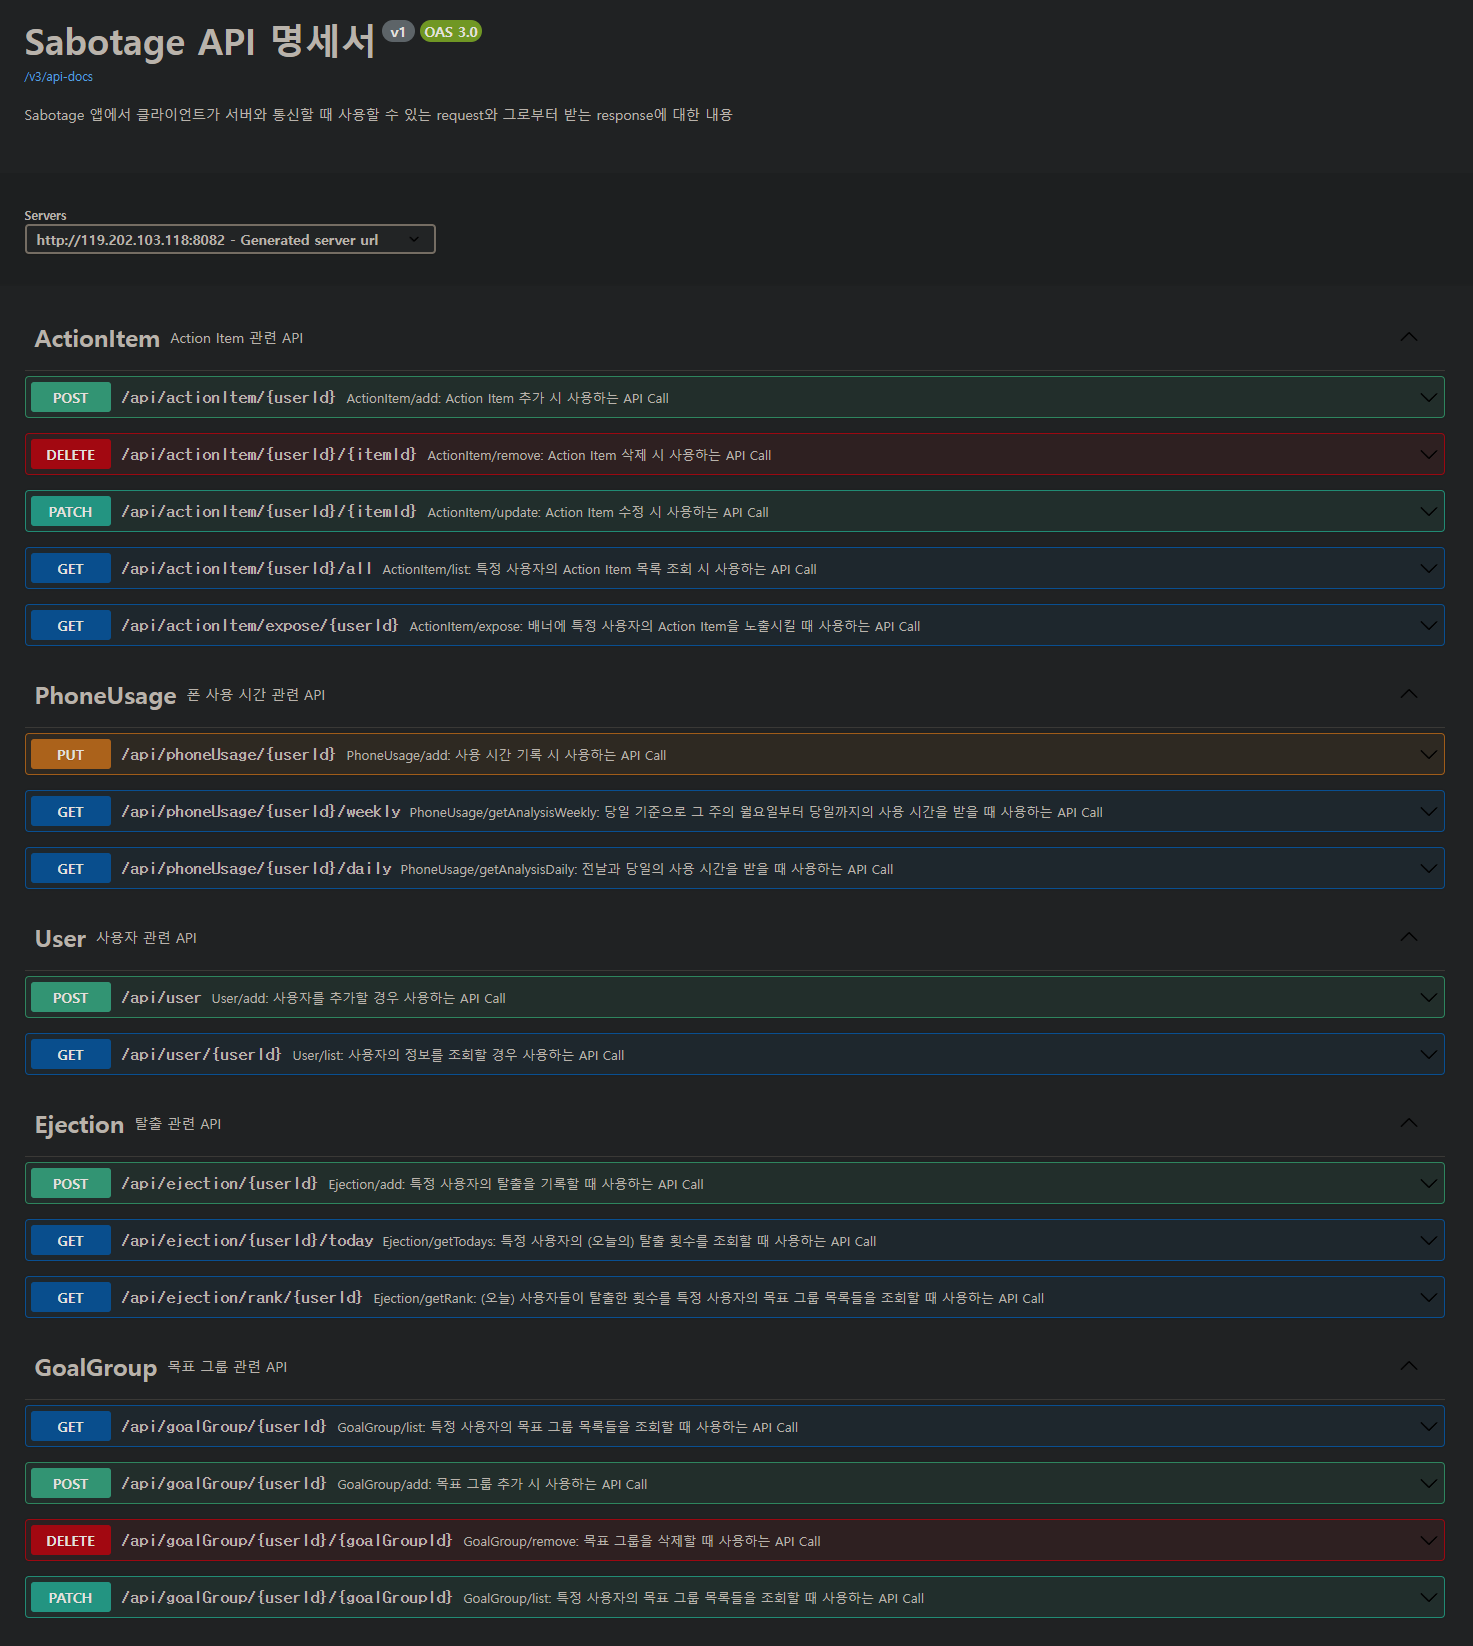 Sabotage API 명세서 v1 OAS 3.0
/v3/api-docs
Sabotage 앱에서 클라이언트가 서버와 통신할 때 사용할 수 있는 request와 그로부터 받는 response에 대한 내용
Servers
http://119.202.103.118:8082 - Generated server url
ActionItem Action Item 관련 API
POST /api/actionItem/{userId} ActionItem/add: Action Item 추가 시 사용하는 API Call
DELETE /api/actionItem/{userId}/{itemId} ActionItem/remove: Action Item 삭제 시 사용하는 API Call
PATCH /api/actionItem/{userId}/{itemId} ActionItem/update: Action Item 수정 시 사용하는 API Call
GET /api/actionItem/{userId}/all ActionItem/list: 특정 사용자의 Action Item 목록 조회 시 사용하는 API Call
GET /api/actionItem/expose/{userId} ActionItem/expose: 배너에 특정 사용자의 Action Item을 노출시킬 때 사용하는 API Call
PhoneUsage 폰 사용 시간 관련 API
PUT /api/phoneUsage/{userId} PhoneUsage/add: 사용 시간 기록 시 사용하는 API Call
GET /api/phoneUsage/{userId}/weekly PhoneUsage/getAnalysisWeekly: 당일 기준으로 그 주의 월요일부터 당일까지의 사용 시간을 받을 때 사용하는 API Call
GET /api/phoneUsage/{userId}/daily PhoneUsage/getAnalysisDaily: 전날과 당일의 사용 시간을 받을 때 사용하는 API Call
User 사용자 관련 API
POST /api/user User/add: 사용자를 추가할 경우 사용하는 API Call
GET /api/user/{userId} User/list: 사용자의 정보를 조회할 경우 사용하는 API Call
Ejection 탈출 관련 API
POST /api/ejection/{userId} Ejection/add: 특정 사용자의 탈출을 기록할 때 사용하는 API Call
GET /api/ejection/{userId}/today Ejection/getTodays: 특정 사용자의 (오늘의) 탈출 횟수를 조회할 때 사용하는 API Call
GET /api/ejection/rank/{userId} Ejection/getRank: (오늘) 사용자들이 탈출한 횟수를 특정 사용자의 목표 그룹 목록들을 조회할 때 사용하는 API Call
GoalGroup 목표 그룹 관련 API
GET /api/goalGroup/{userId} GoalGroup/list: 특정 사용자의 목표 그룹 목록들을 조회할 때 사용하는 API Call
POST /api/goalGroup/{userId} GoalGroup/add: 목표 그룹 추가 시 사용하는 API Call
DELETE /api/goalGroup/{userId}/{goalGroupId} GoalGroup/remove: 목표 그룹을 삭제할 때 사용하는 API Call
PATCH /api/goalGroup/{userId}/{goalGroupId} GoalGroup/list: 특정 사용자의 목표 그룹 목록들을 조회할 때 사용하는 API Call